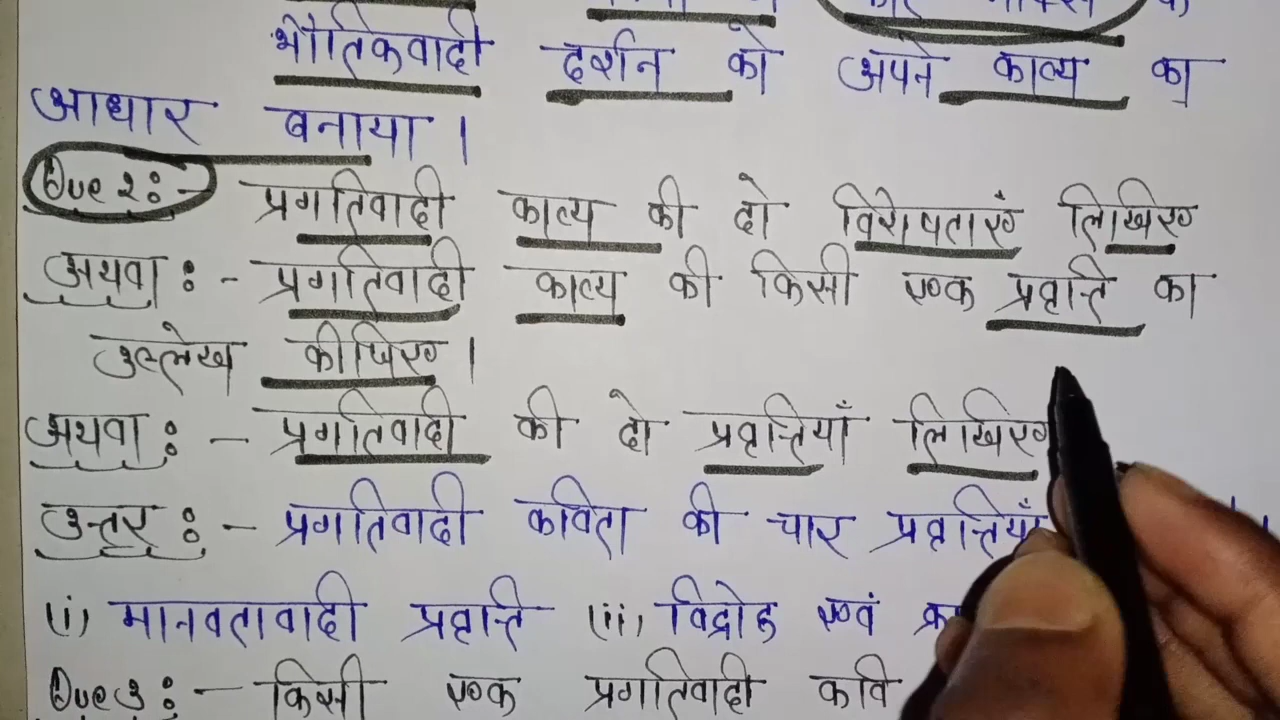 भौतिकवादी दर्शन को अपने काव्य का
आधार बनाया।
Que 2:- प्रगतिवादी काव्य की दो विशेषताएं लिखिए
अथवा:- प्रगतिवादी काव्य की किसी एक प्रवृत्ति का
उल्लेख कीजिए।
अथवा:- प्रगतिवादी की दो प्रवृत्तियाँ लिखिए
उत्तर:- प्रगतिवादी कविता की चार प्रवृत्तियाँ
(i) मानवतावादी प्रवृत्ति (ii) विद्रोह एवं
Que 3:- किसी एक प्रगतिवादी कवि